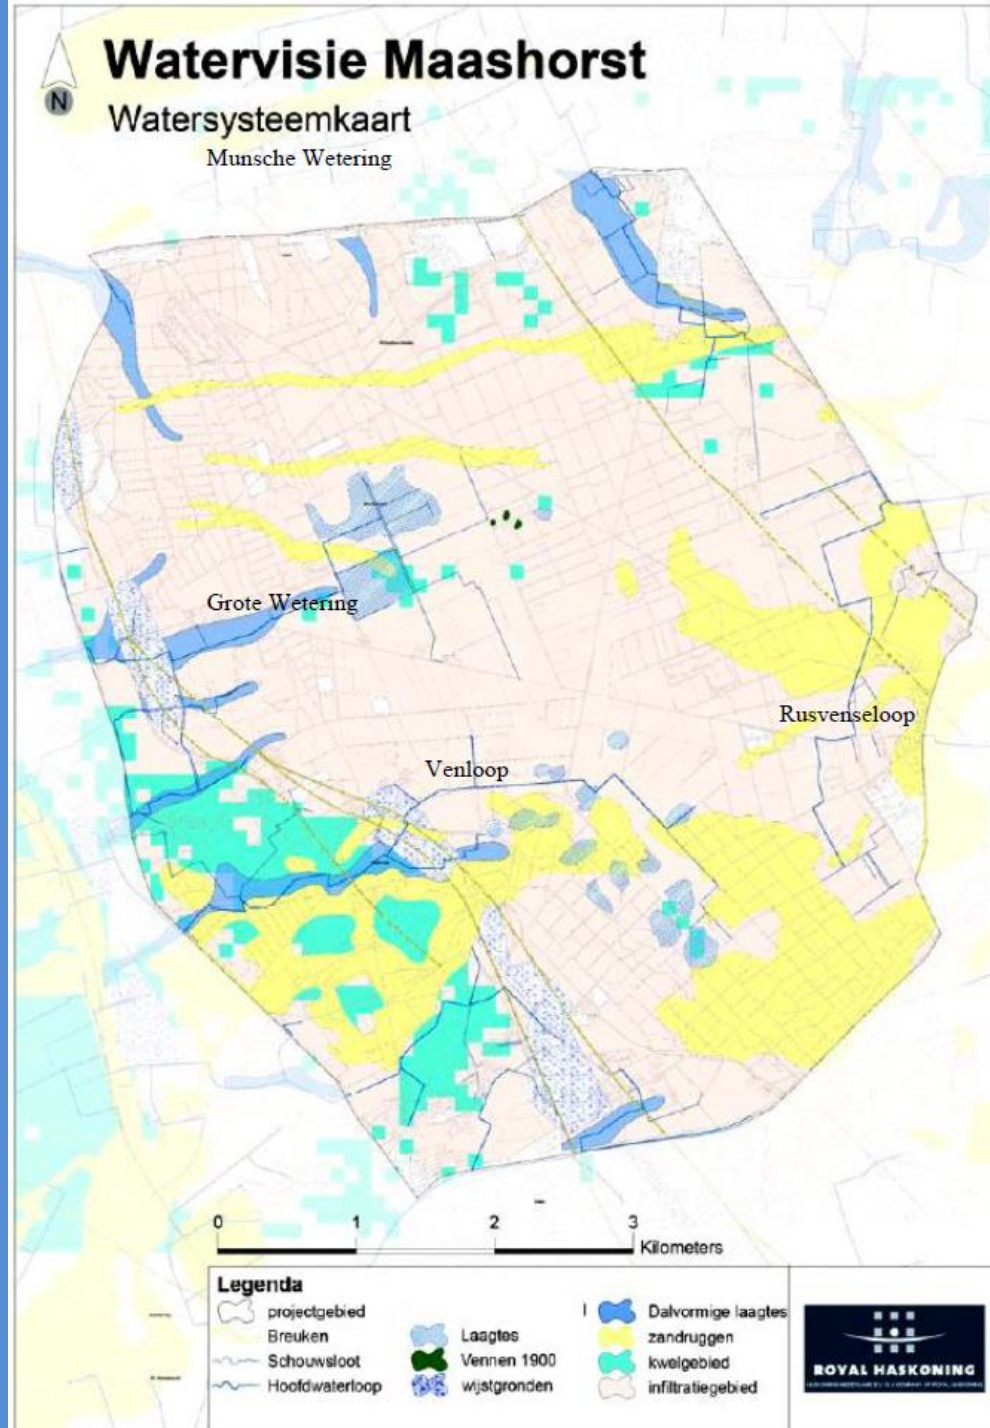 Watervisie Maashorst
N
Watersysteemkaart
Munsche Wetering
Grote Wetering
Rusvenseloop
Venloop
0 1 2 3
Kilometers
Legenda
projectgebied
Breuken
Schouwsloot
Hoofdwaterloop
Laagtes
Vennen 1900
wijstgronden
Dalvormige laagtes
zandruggen
kwelgebied
infiltratiegebied
ROYAL HASKONING